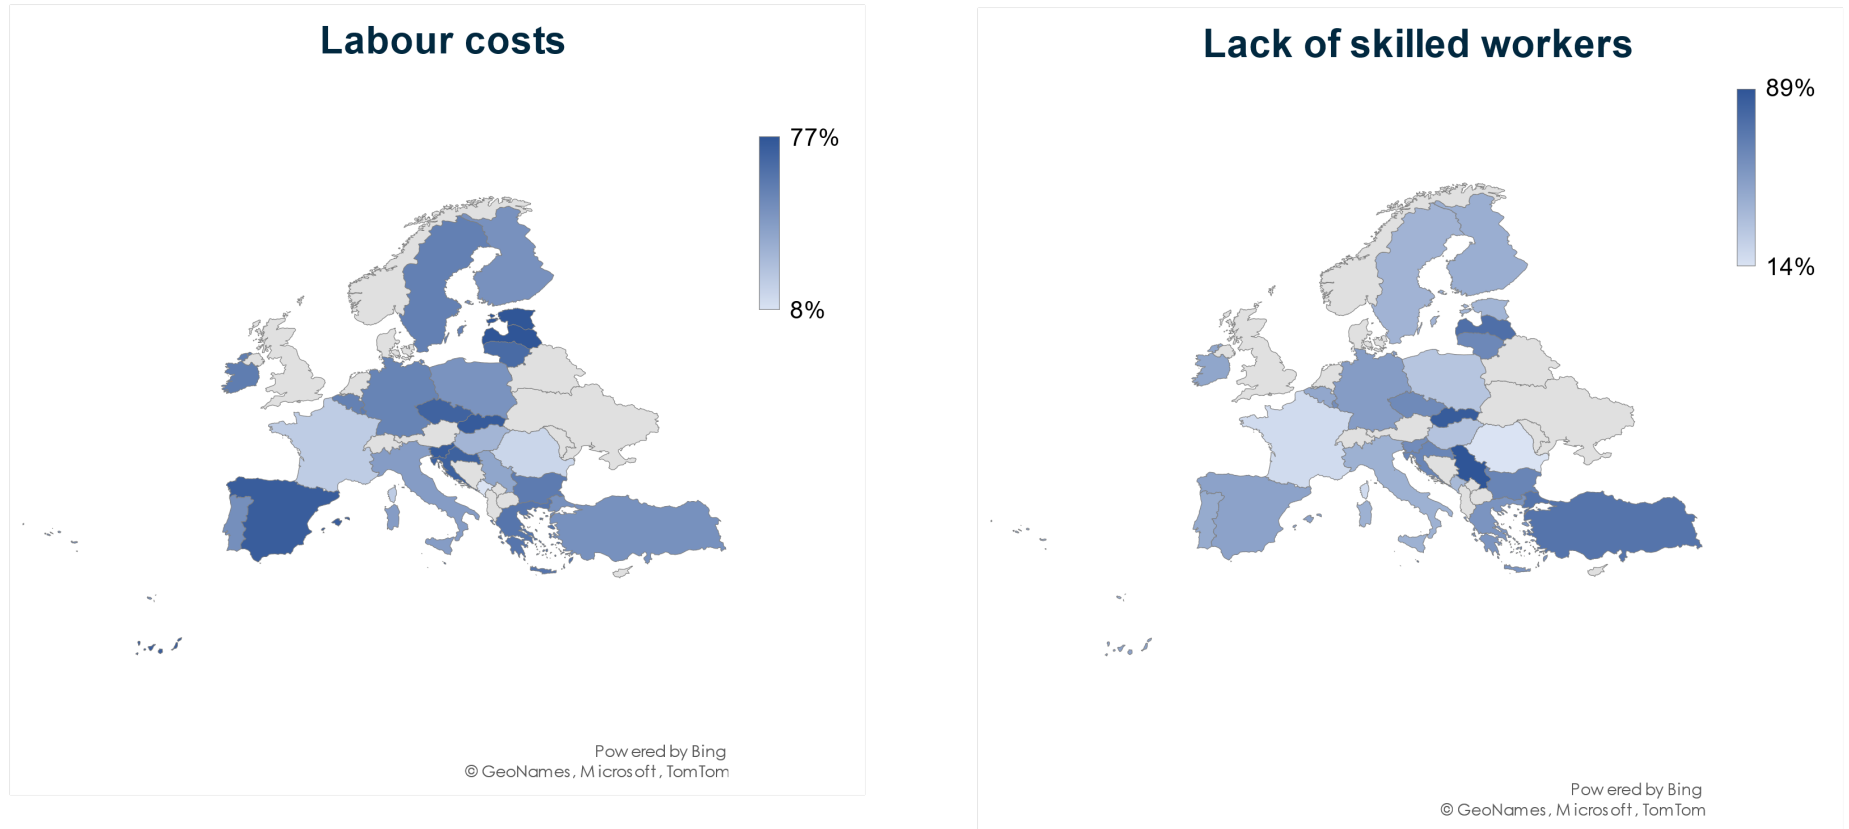 Labour costs
77%
8%
Powered by Bing
© GeoNames, Microsoft, TomTom
Lack of skilled workers
89%
14%
Powered by Bing
© GeoNames, Microsoft, TomTom